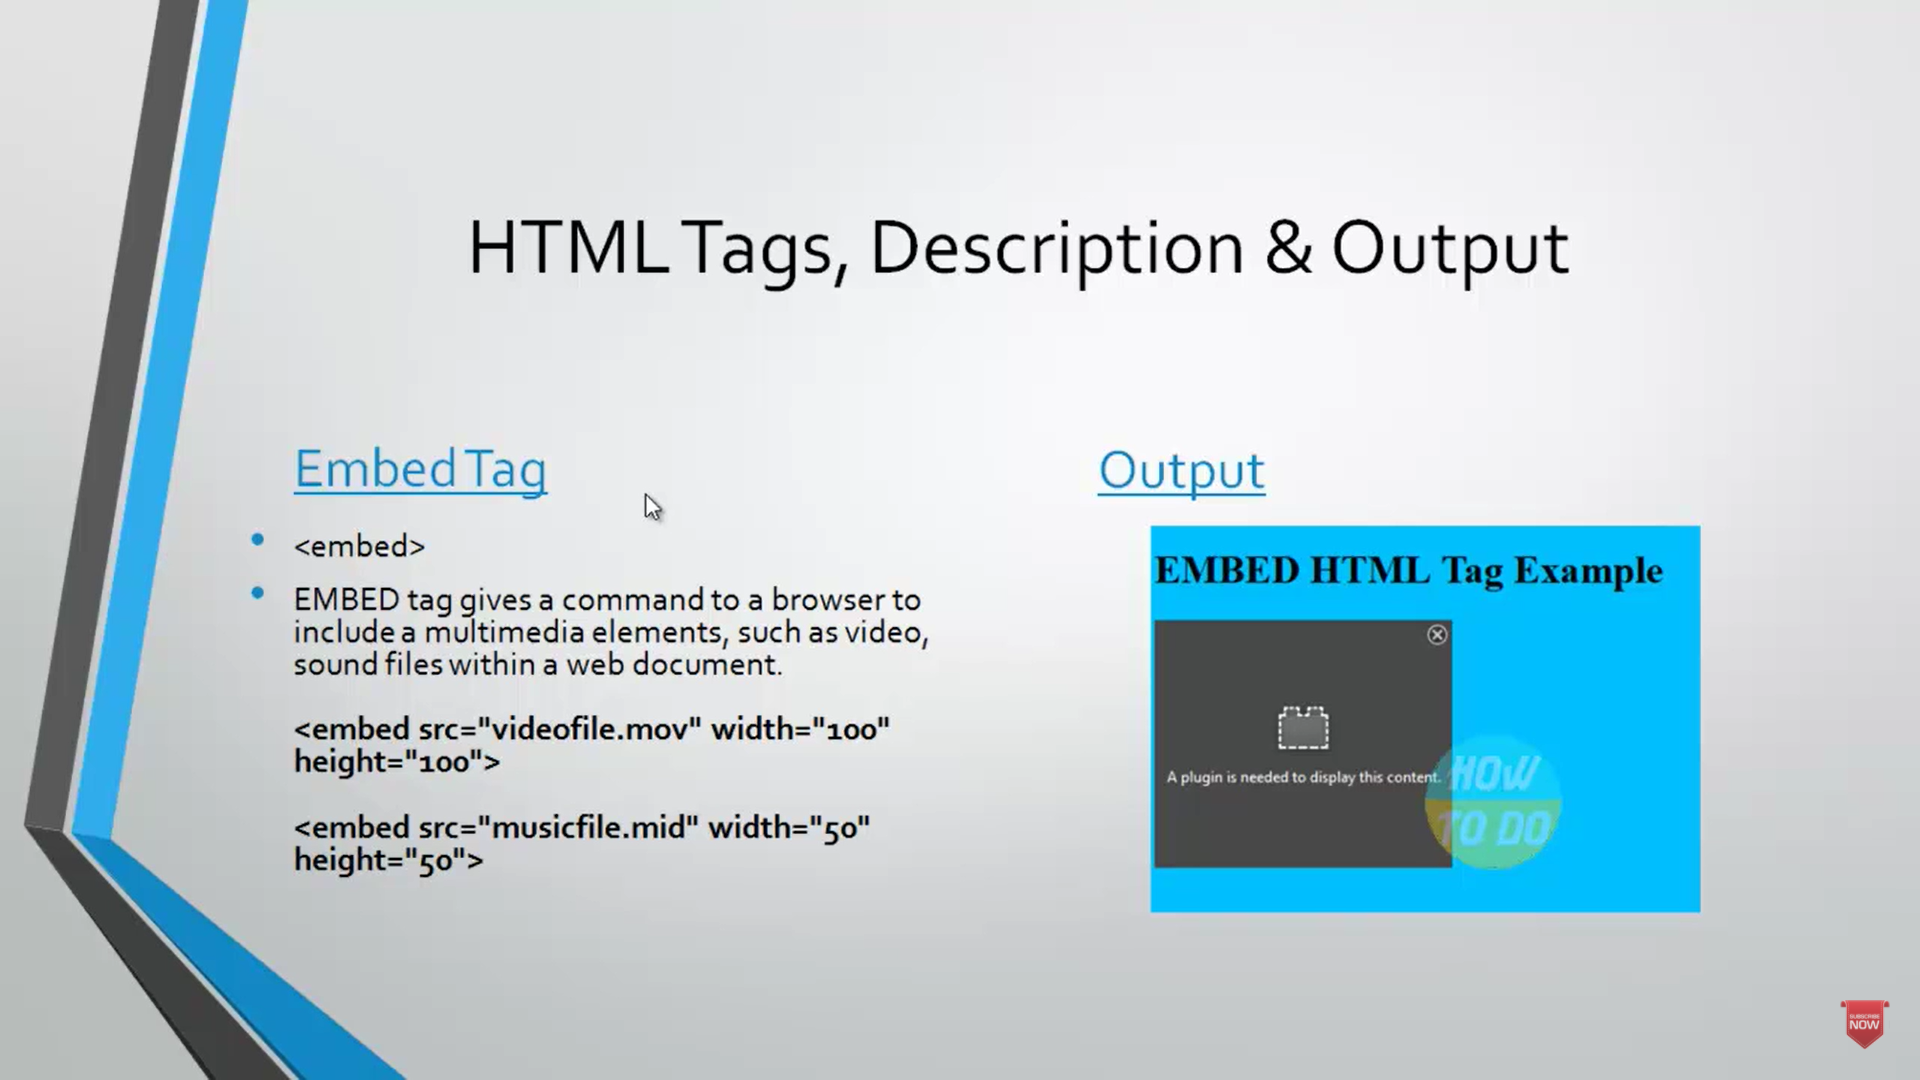 HTML Tags, Description & Output
Embed Tag
<embed>
EMBED tag gives a command to a browser to
include a multimedia elements, such as video,
sound files within a web document.
<embed src="videofile.mov" width="100"
height="100">
<embed src="musicfile.mid" width="50"
height="50">
Output
EMBED HTML Tag Example
A plugin is needed to display this content.
HOW
TO DO
SUBSCRIBE
NOW